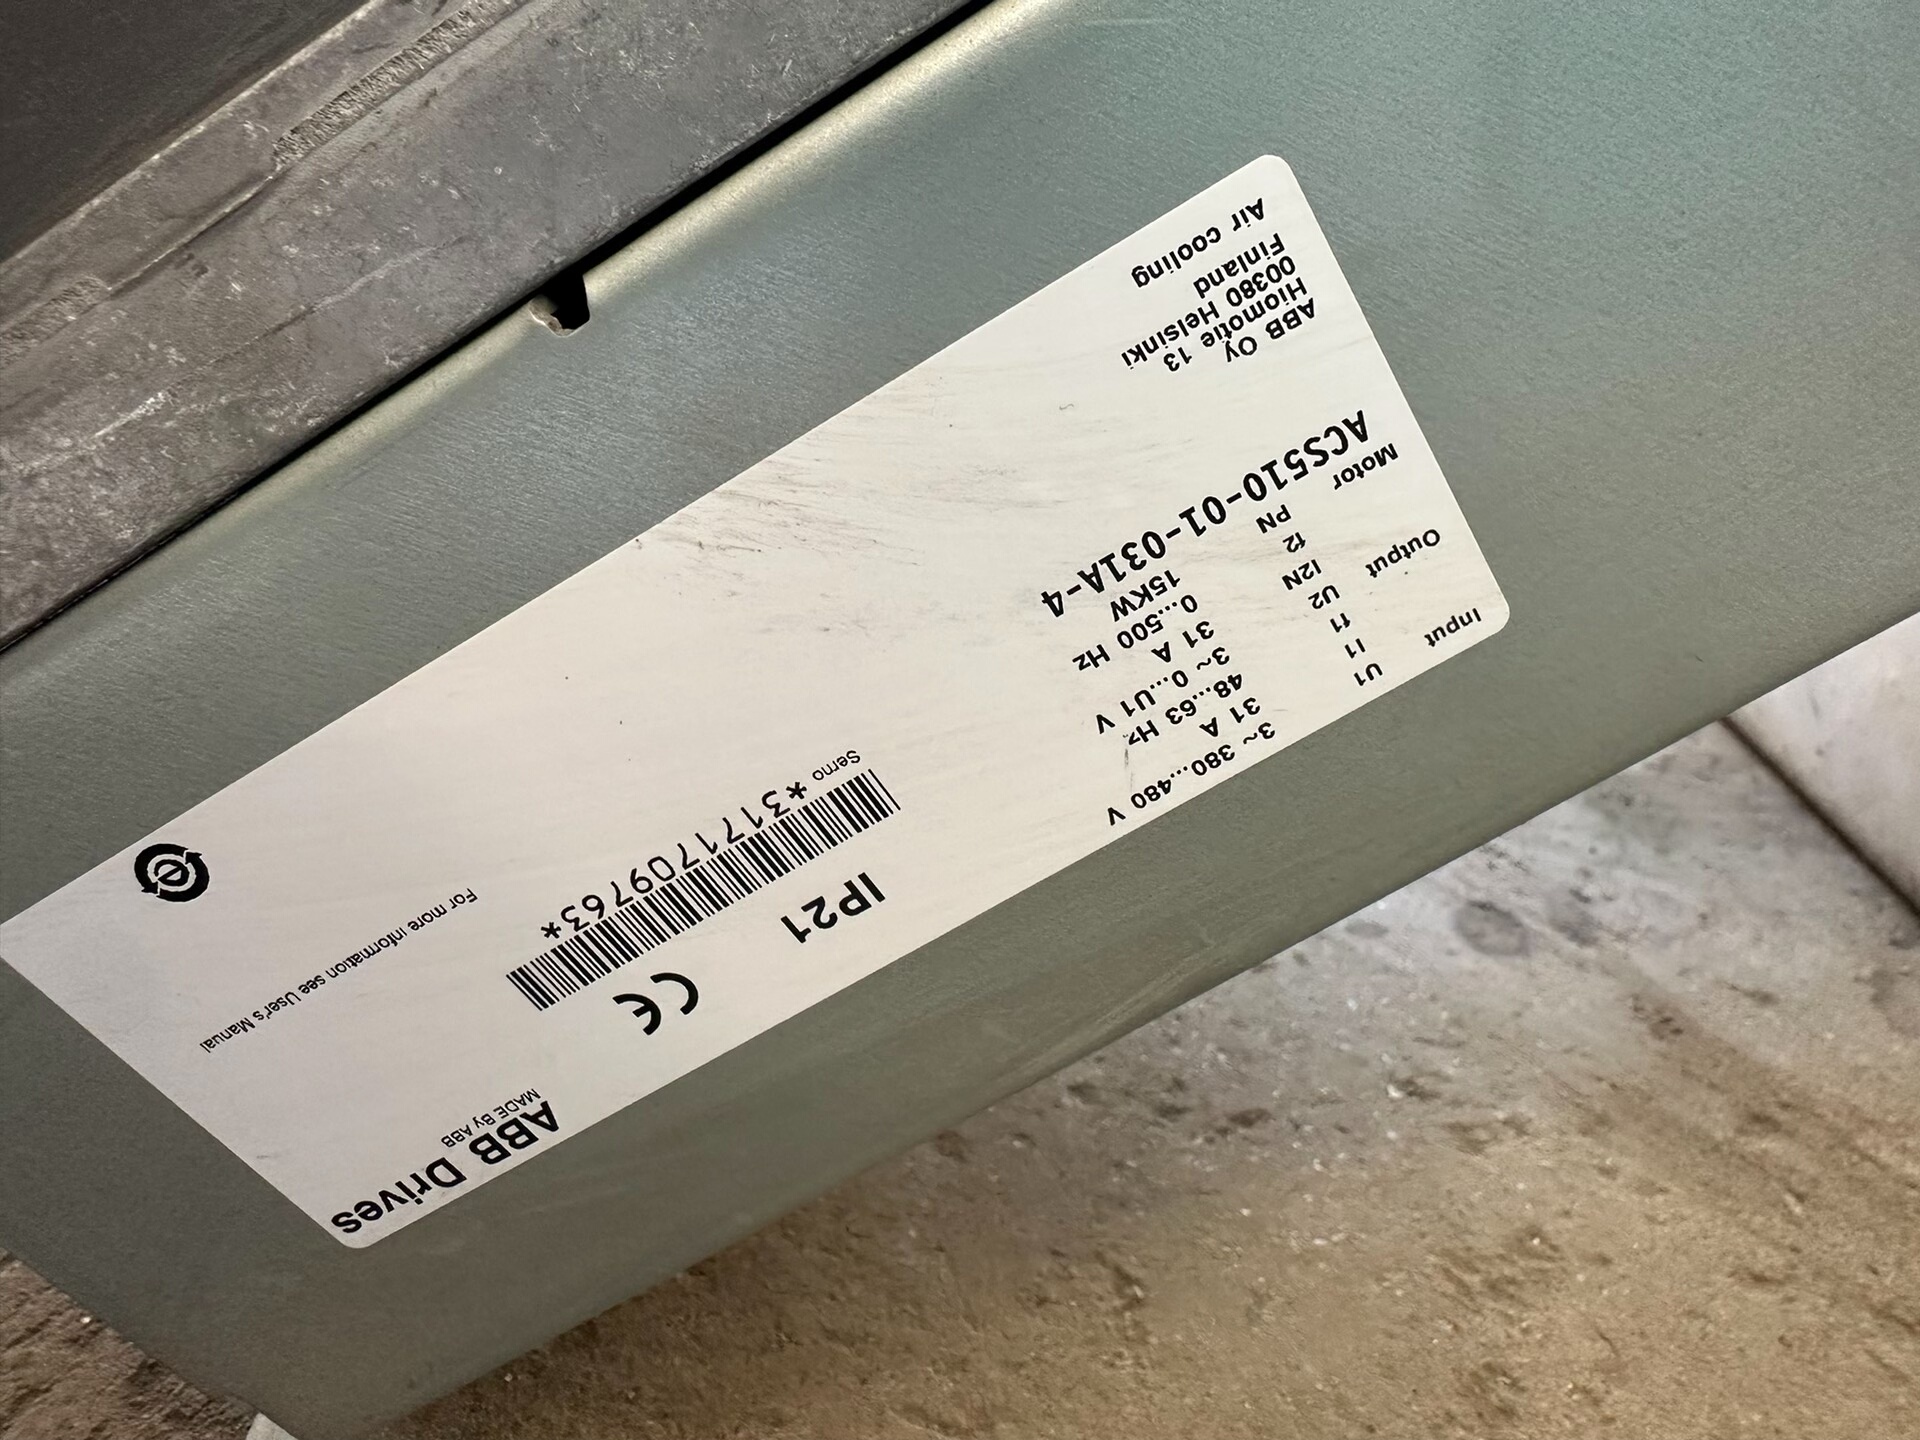 ABB Drives
MADE By ABB
CE
IP21
For more information see User's Manual
*3171709763*
Serno
Input U1 3~ 380...480 V
I1 31 A
f1 48...63 Hz
Output U2 3~ 0...U1 V
I2N 31 A
f2 0...500 Hz
Motor PN 15KW
ACS510-01-031A-4
ABB Oy
Hiomotie 13
00380 Helsinki
Finland
Air cooling
e